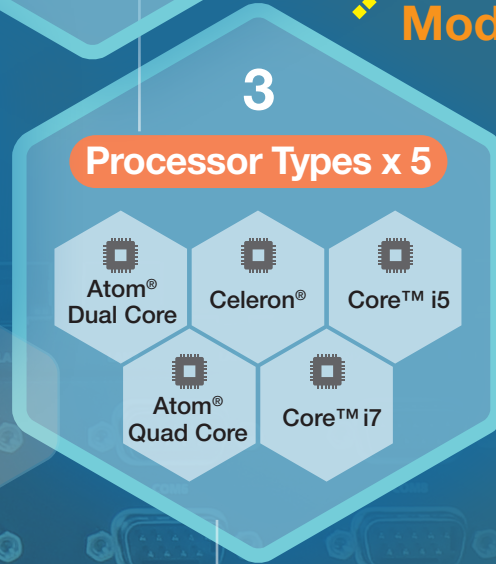 Mod
3
Processor Types x 5
Atom®
Dual Core
Celeron®
Core™ i5
Atom®
Quad Core
Core™ i7